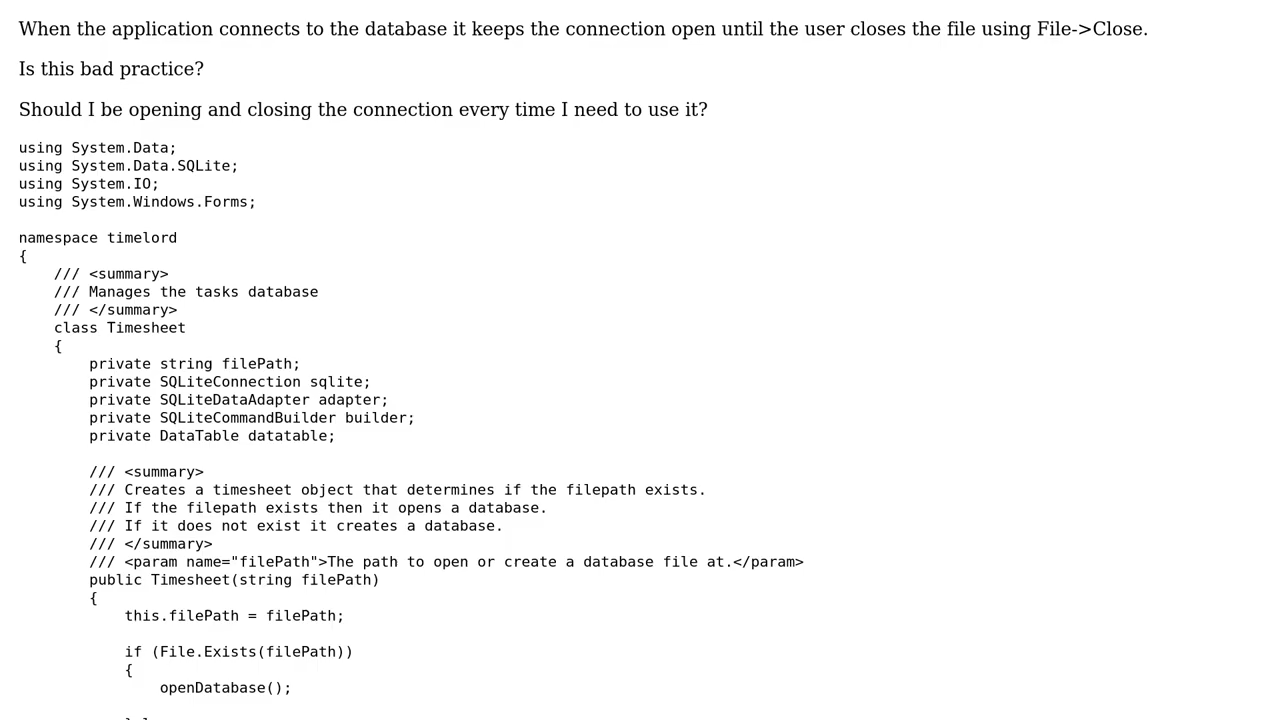 When the application connects to the database it keeps the connection open until the user closes the file using File->Close.
Is this bad practice?
Should I be opening and closing the connection every time I need to use it?
using System.Data;
using System.Data.SQLite;
using System.IO;
using System.Windows.Forms;
namespace timelord
{
/// <summary>
/// Manages the tasks database
/// </summary>
class Timesheet
{
private string filePath;
private SQLiteConnection sqlite;
private SQLiteDataAdapter adapter;
private SQLiteCommandBuilder builder;
private DataTable datatable;
/// <summary>
/// Creates a timesheet object that determines if the filepath exists.
/// If the filepath exists then it opens a database.
/// If it does not exist it creates a database.
/// </summary>
/// <param name="filePath">The path to open or create a database file at.</param>
public Timesheet(string filePath)
{
this.filePath = filePath;
if (File.Exists(filePath))
{
openDatabase();